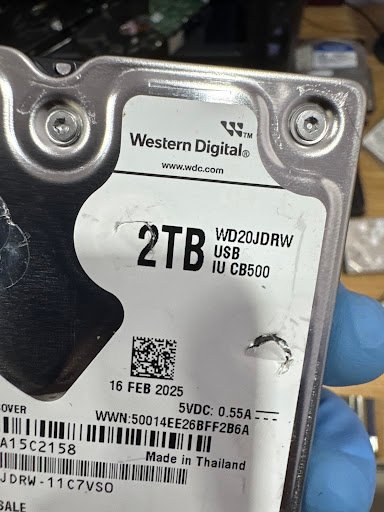 Western Digital®
www.wdc.com
2TB
WD20JDRW
USB
IU CB500
16 FEB 2025
5VDC: 0.55A
WWN:50014EE26BFF2B6A
A15C2158
Made in Thailand
JDRW-11C7VS0
SALE